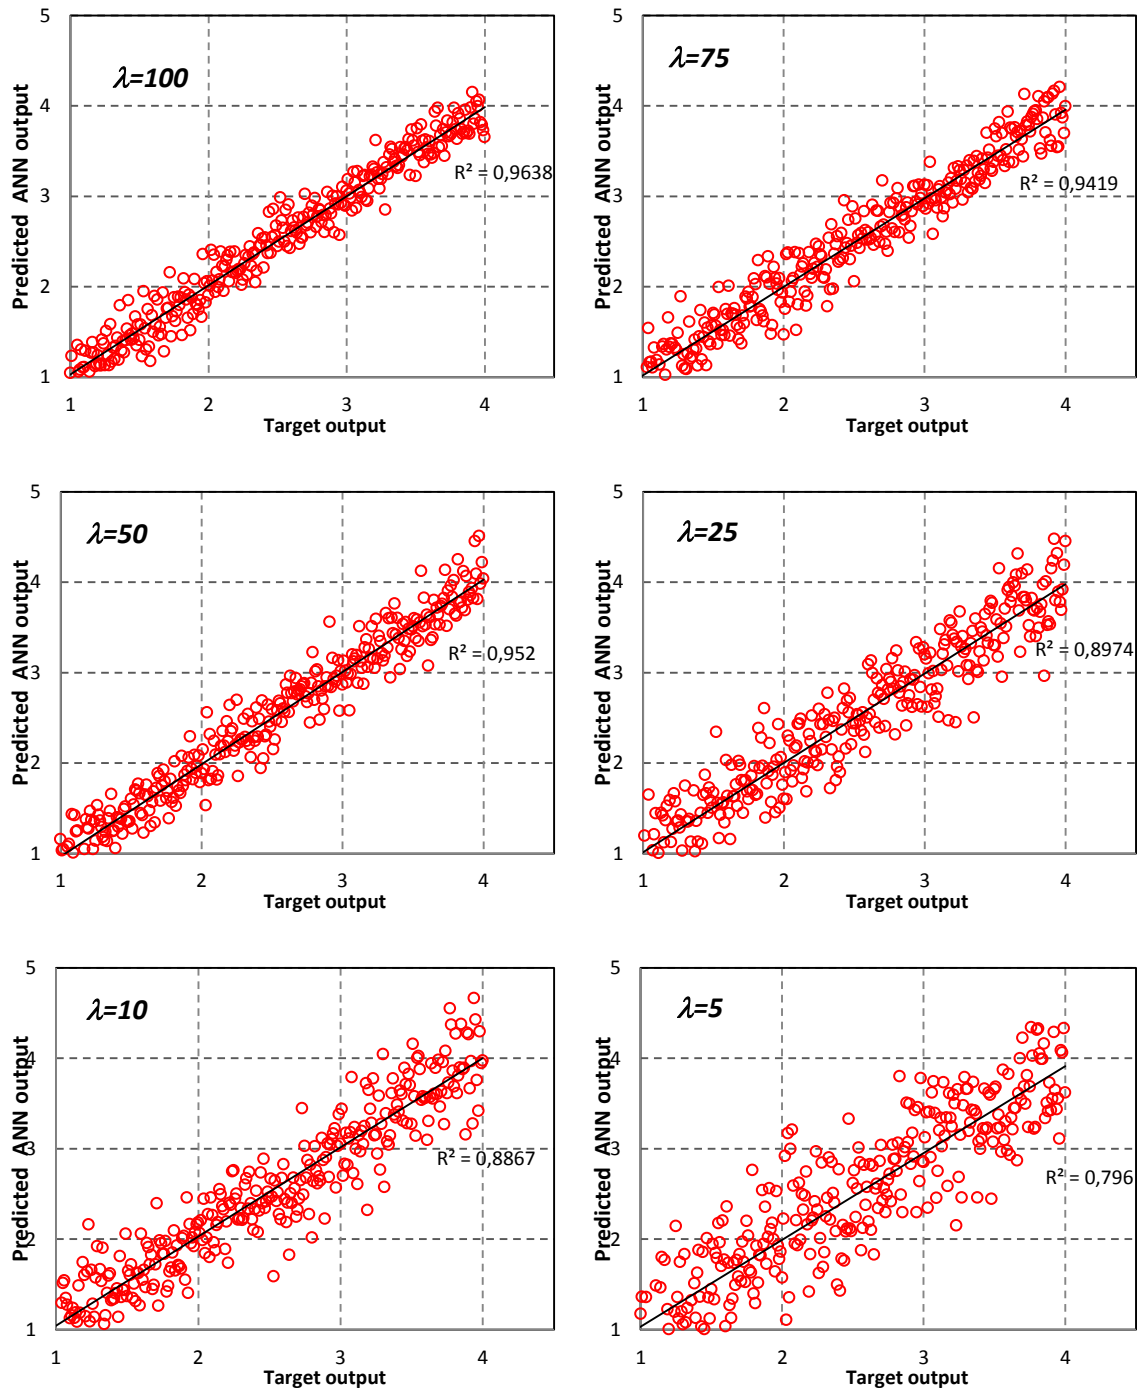 5
4
3
2
1
Predicted ANN output
λ=100
R² = 0,9638
1 2 3 4
Target output
5
4
3
2
1
Predicted ANN output
λ=75
R² = 0,9419
1 2 3 4
Target output
5
4
3
2
1
Predicted ANN output
λ=50
R² = 0,952
1 2 3 4
Target output
5
4
3
2
1
Predicted ANN output
λ=25
R² = 0,8974
1 2 3 4
Target output
5
4
3
2
1
Predicted ANN output
λ=10
R² = 0,8867
1 2 3 4
Target output
5
4
3
2
1
Predicted ANN output
λ=5
R² = 0,796
1 2 3 4
Target output